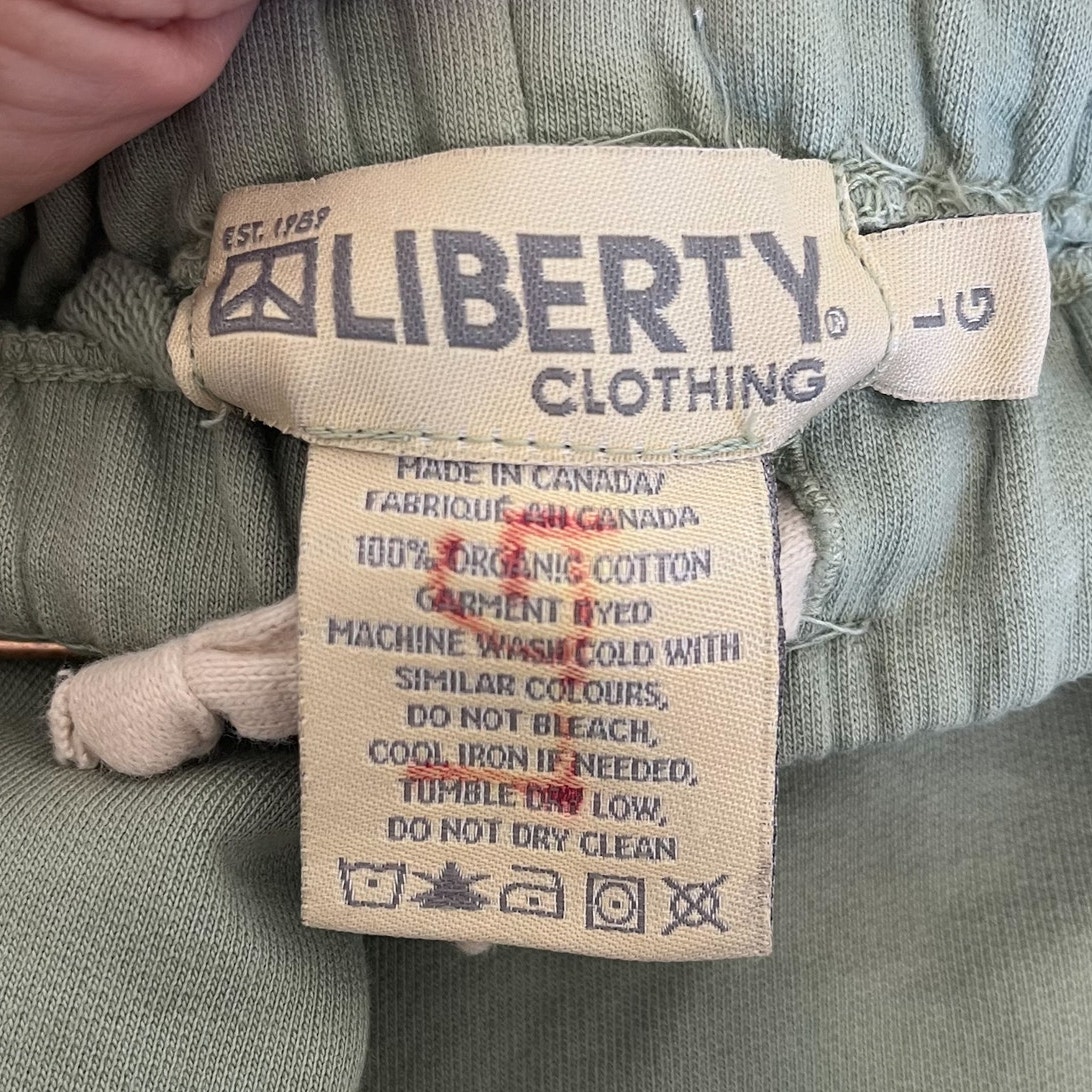 EST. 1989
LIBERTY®
CLOTHING
L
G
MADE IN CANADA/
FABRIQUÉ AU CANADA
100% ORGANIC COTTON
GARMENT DYED
MACHINE WASH COLD WITH
SIMILAR COLOURS,
DO NOT BLEACH,
COOL IRON IF NEEDED,
TUMBLE DRY LOW,
DO NOT DRY CLEAN